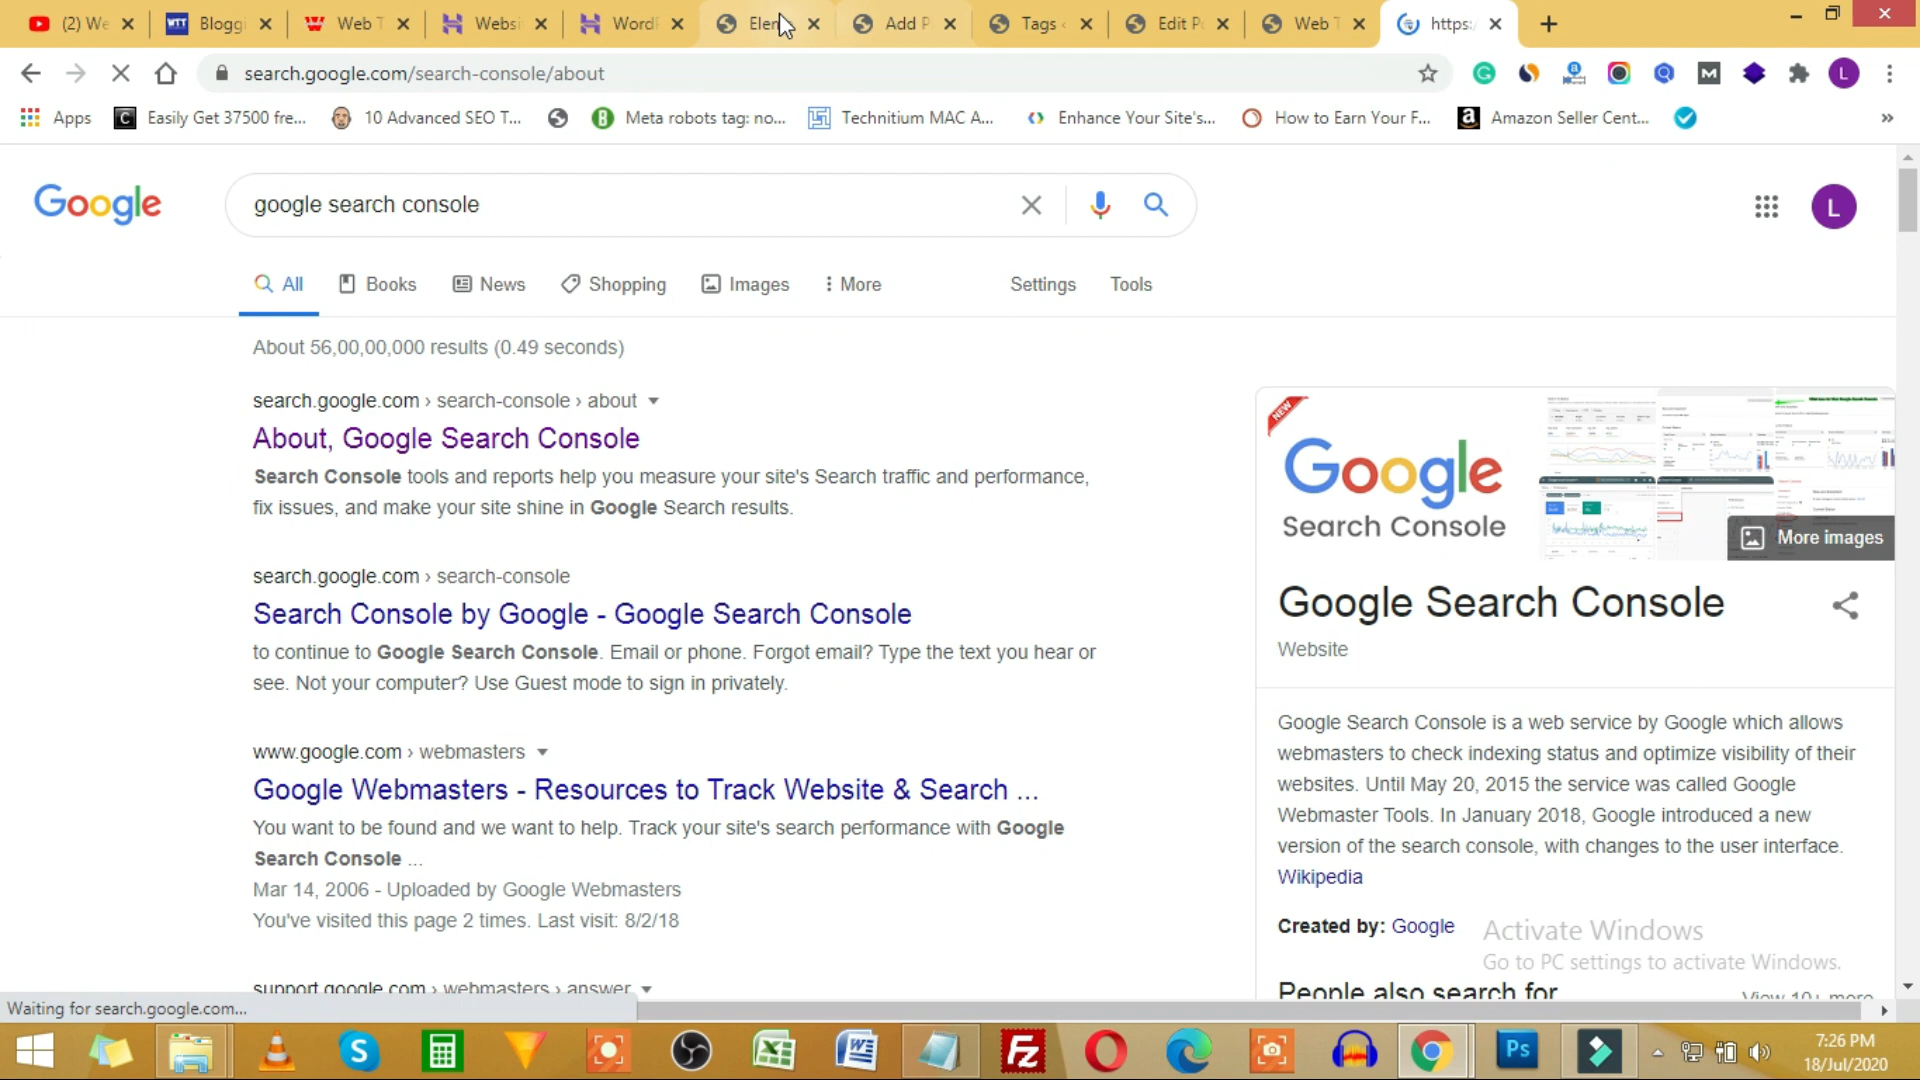 (2) We
Bloggi
Web T
Websi
WordP
Elem
Add P
Tags
Edit P
Web T
https:
search.google.com/search-console/about
Apps
Easily Get 37500 fre...
10 Advanced SEO T...
Meta robots tag: no...
Technitium MAC A...
Enhance Your Site's...
How to Earn Your F...
Amazon Seller Cent...
Google
google search console
L
All
Books
News
Shopping
Images
More
Settings
Tools
About 56,00,00,000 results (0.49 seconds)
search.google.com › search-console › about
About, Google Search Console
Search Console tools and reports help you measure your site's Search traffic and performance,
fix issues, and make your site shine in Google Search results.
search.google.com › search-console
Search Console by Google - Google Search Console
to continue to Google Search Console. Email or phone. Forgot email? Type the text you hear or
see. Not your computer? Use Guest mode to sign in privately.
www.google.com › webmasters
Google Webmasters - Resources to Track Website & Search ...
You want to be found and we want to help. Track your site's search performance with Google
Search Console ...
Mar 14, 2006 - Uploaded by Google Webmasters
You've visited this page 2 times. Last visit: 8/2/18
support.google.com › webmasters › answer
NEW
Google
Search Console
More images
Google Search Console
Website
Google Search Console is a web service by Google which allows
webmasters to check indexing status and optimize visibility of their
websites. Until May 20, 2015 the service was called Google
Webmaster Tools. In January 2018, Google introduced a new
version of the search console, with changes to the user interface.
Wikipedia
Created by: Google
Activate Windows
Go to PC settings to activate Windows.
People also search for
View 10+ more
Waiting for search.google.com...
7:26 PM
18/Jul/2020